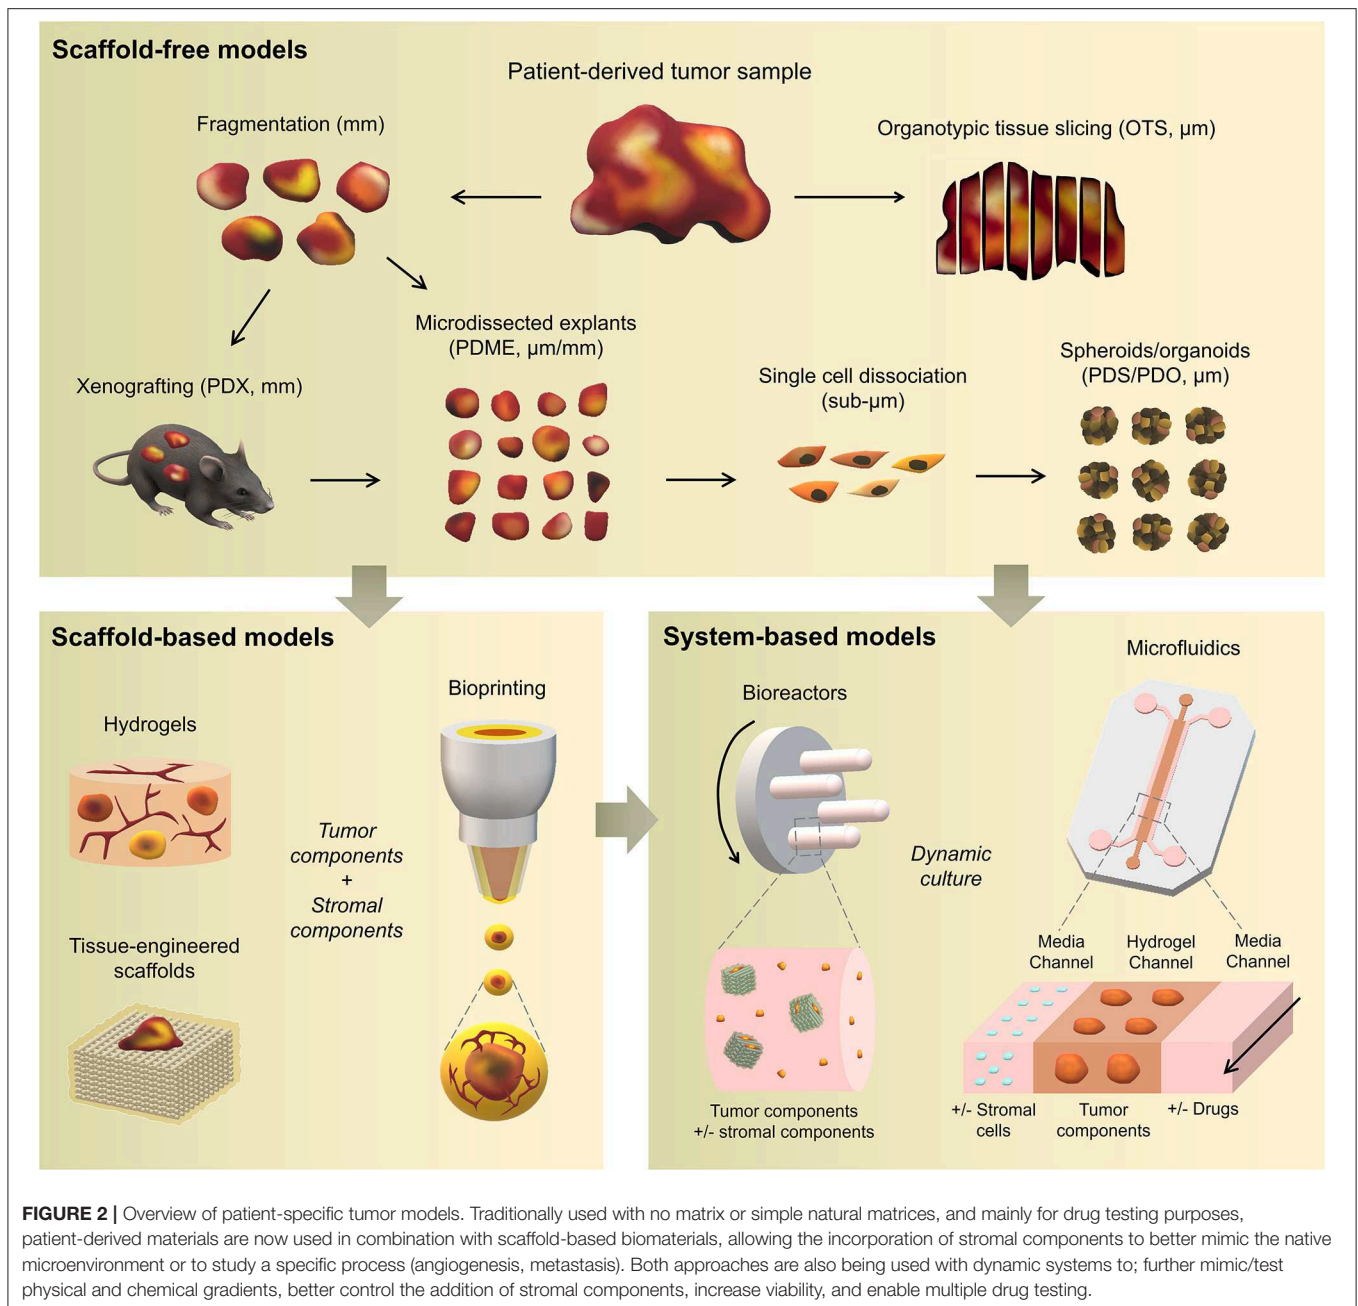 Scaffold-free models
Patient-derived tumor sample
Fragmentation (mm)
Organotypic tissue slicing (OTS, µm)
Microdissected explants
(PDME, µm/mm)
Xenografting (PDX, mm)
Single cell dissociation
(sub-µm)
Spheroids/organoids
(PDS/PDO, µm)
Scaffold-based models
Hydrogels
Bioprinting
Tumor
components
+
Stromal
components
Tissue-engineered
scaffolds
System-based models
Bioreactors
Microfluidics
Dynamic
culture
Media
Channel
Hydrogel
Channel
Media
Channel
Tumor components
+/- stromal components
+/- Stromal
cells
Tumor
components
+/- Drugs
FIGURE 2 | Overview of patient-specific tumor models. Traditionally used with no matrix or simple natural matrices, and mainly for drug testing purposes,
patient-derived materials are now used in combination with scaffold-based biomaterials, allowing the incorporation of stromal components to better mimic the native
microenvironment or to study a specific process (angiogenesis, metastasis). Both approaches are also being used with dynamic systems to; further mimic/test
physical and chemical gradients, better control the addition of stromal components, increase viability, and enable multiple drug testing.